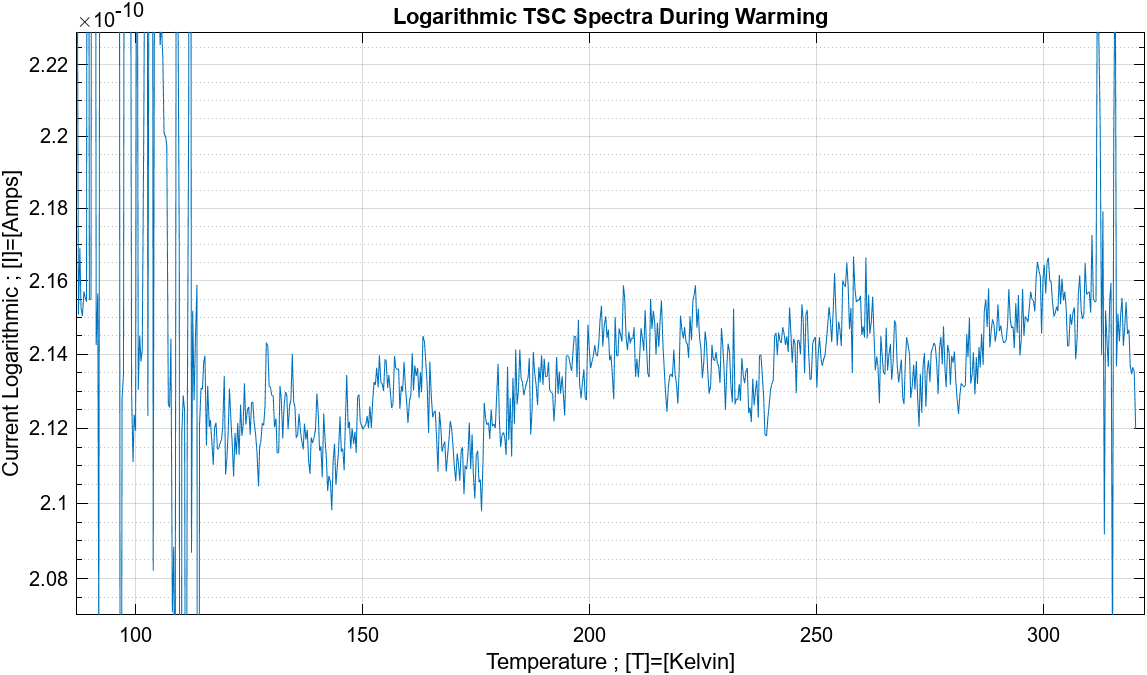 Logarithmic TSC Spectra During Warming
×10⁻¹⁰
2.22
2.2
2.18
2.16
2.14
2.12
2.1
2.08
Current Logarithmic ; [I]=[Amps]
100 150 200 250 300
Temperature ; [T]=[Kelvin]